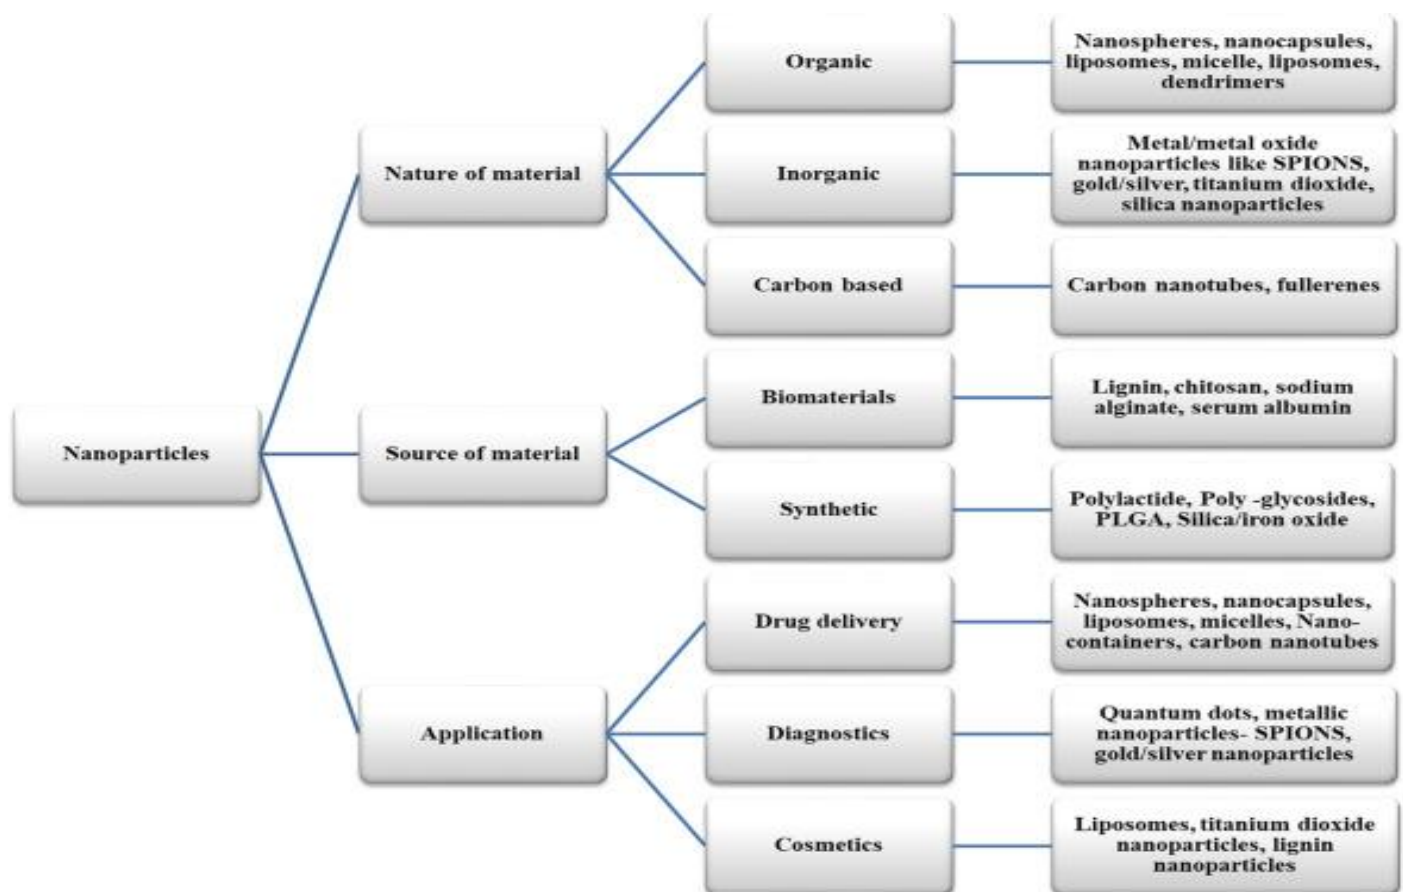 Nanoparticles
Nature of material
Organic
Nanospheres, nanocapsules,
liposomes, micelle, liposomes,
dendrimers
Inorganic
Metal/metal oxide
nanoparticles like SPIONS,
gold/silver, titanium dioxide,
silica nanoparticles
Carbon based
Carbon nanotubes, fullerenes
Source of material
Biomaterials
Lignin, chitosan, sodium
alginate, serum albumin
Synthetic
Polylactide, Poly -glycosides,
PLGA, Silica/iron oxide
Application
Drug delivery
Nanospheres, nanocapsules,
liposomes, micelles, Nano-
containers, carbon nanotubes
Diagnostics
Quantum dots, metallic
nanoparticles- SPIONS,
gold/silver nanoparticles
Cosmetics
Liposomes, titanium dioxide
nanoparticles, lignin
nanoparticles